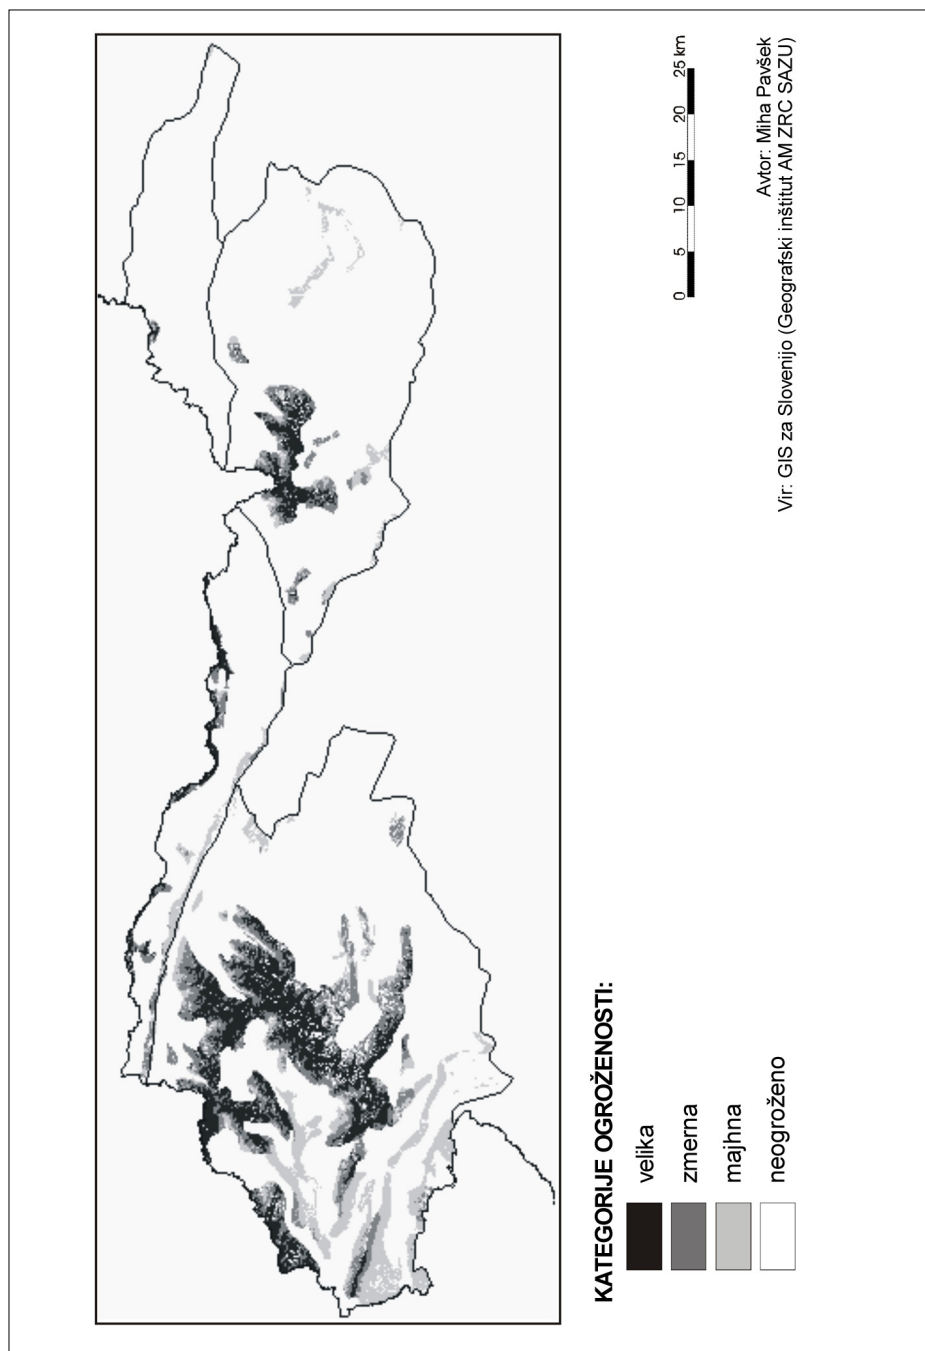 0 5 10 15 20 25 km
Avtor: Miha Pavšek
Vir: GIS za Slovenijo (Geografski inštitut AM ZRC SAZU)
KATEGORIJE OGROŽENOSTI:
velika
zmerna
majhna
neogroženo